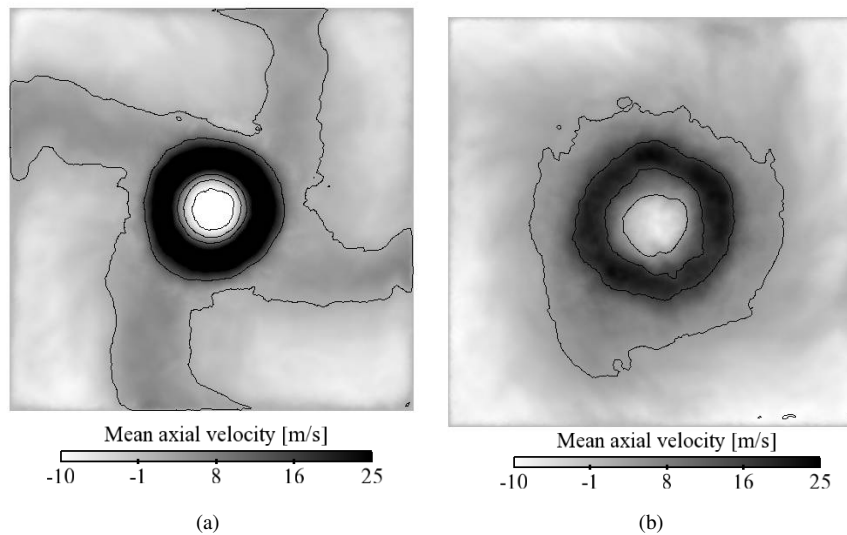 Mean axial velocity [m/s]
-10 -1 8 16 25
(a)
Mean axial velocity [m/s]
-10 -1 8 16 25
(b)